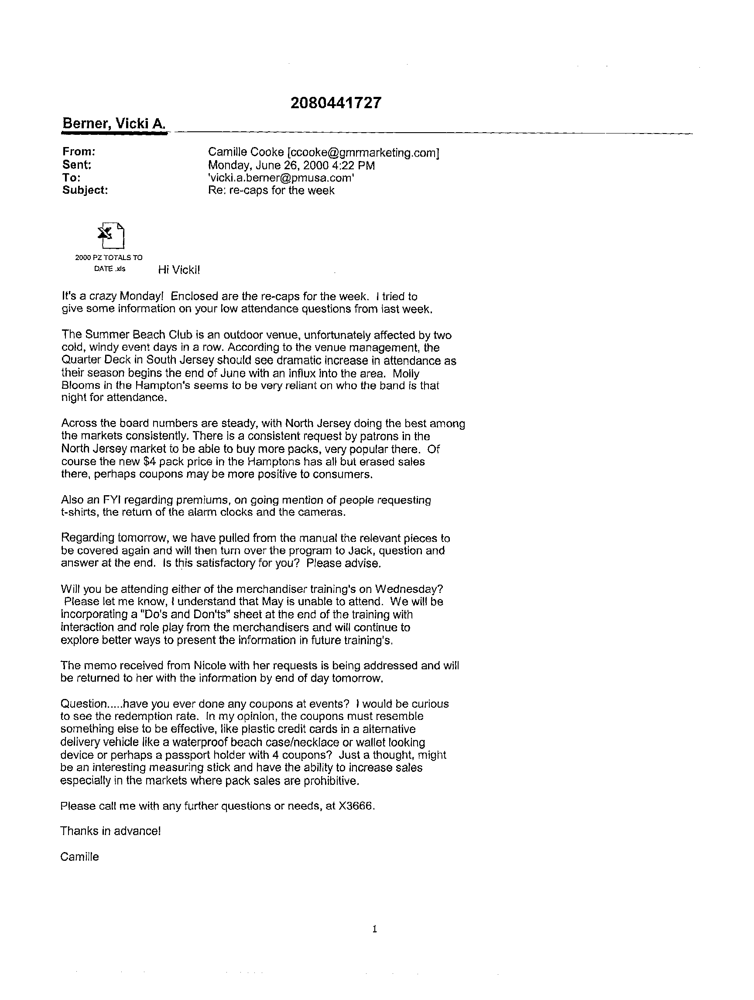 2080441727
Berner, Vicki A.
From: Camille Cooke [ccooke@gmrmarketing.com]
Sent: Monday, June 26, 2000 4:22 PM
To: 'vicki.a.berner@pmusa.com'
Subject: Re: re-caps for the week
2000 PZ TOTALS TO
DATE .xls
Hi Vicki!
It's a crazy Monday! Enclosed are the re-caps for the week. I tried to
give some information on your low attendance questions from last week.
The Summer Beach Club is an outdoor venue, unfortunately affected by two
cold, windy event days in a row. According to the venue management, the
Quarter Deck in South Jersey should see dramatic increase in attendance as
their season begins the end of June with an influx into the area. Molly
Blooms in the Hampton's seems to be very reliant on who the band is that
night for attendance.
Across the board numbers are steady, with North Jersey doing the best among
the markets consistently. There is a consistent request by patrons in the
North Jersey market to be able to buy more packs, very popular there. Of
course the new $4 pack price in the Hamptons has all but erased sales
there, perhaps coupons may be more positive to consumers.
Also an FYI regarding premiums, on going mention of people requesting
t-shirts, the return of the alarm clocks and the cameras.
Regarding tomorrow, we have pulled from the manual the relevant pieces to
be covered again and will then turn over the program to Jack, question and
answer at the end. Is this satisfactory for you? Please advise.
Will you be attending either of the merchandiser training's on Wednesday?
Please let me know, I understand that May is unable to attend. We will be
incorporating a "Do's and Don'ts" sheet at the end of the training with
interaction and role play from the merchandisers and will continue to
explore better ways to present the information in future training's.
The memo received from Nicole with her requests is being addressed and will
be returned to her with the information by end of day tomorrow.
Question.....have you ever done any coupons at events? I would be curious
to see the redemption rate. In my opinion, the coupons must resemble
something else to be effective, like plastic credit cards in a alternative
delivery vehicle like a waterproof beach case/necklace or wallet looking
device or perhaps a passport holder with 4 coupons? Just a thought, might
be an interesting measuring stick and have the ability to increase sales
especially in the markets where pack sales are prohibitive.
Please call me with any further questions or needs, at X3666.
Thanks in advance!
Camille
1